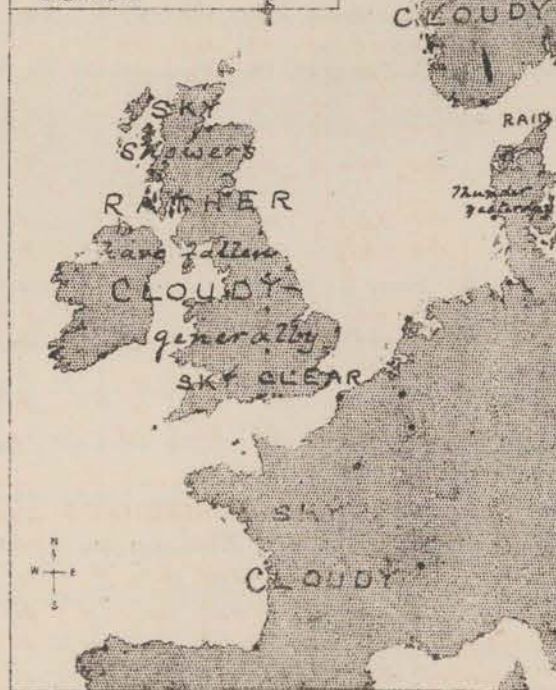 CLOUDY
SKY
Showers
RAIN
Thunder
yesterday
RATHER
have fallen
CLOUDY
generally
SKY CLEAR
SKY
CLOUDY
N
W E
S